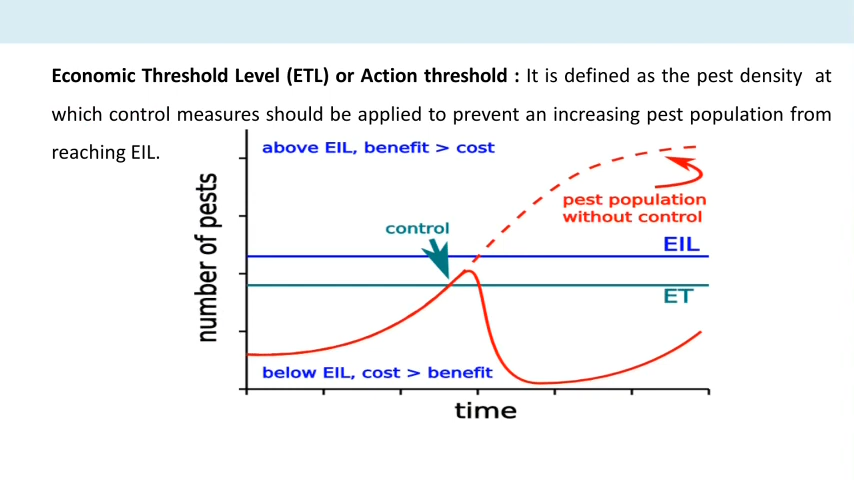 Economic Threshold Level (ETL) or Action threshold : It is defined as the pest density at
which control measures should be applied to prevent an increasing pest population from
reaching EIL.
above EIL, benefit > cost
pest population
without control
control
EIL
ET
number of pests
below EIL, cost > benefit
time